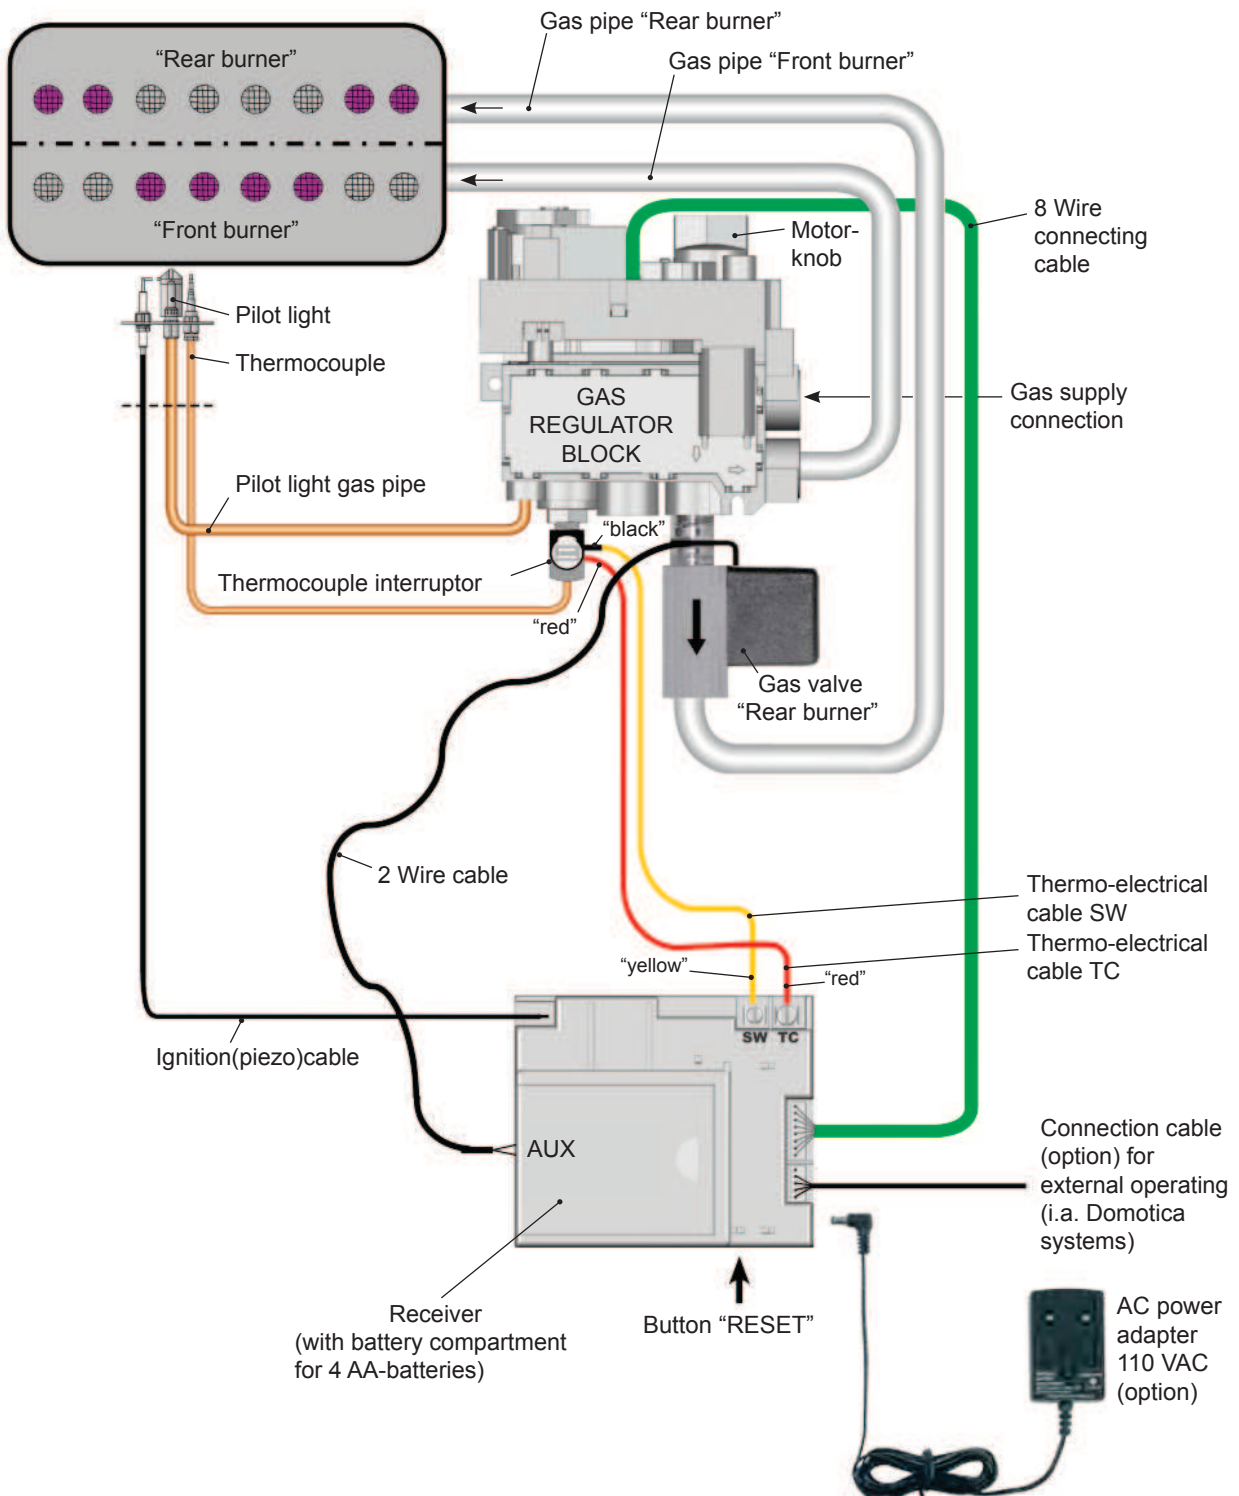 Gas pipe “Rear burner”
Gas pipe “Front burner”
“Rear burner”
“Front burner”
Motor-
knob
8 Wire
connecting
cable
Pilot light
Thermocouple
GAS
REGULATOR
BLOCK
Gas supply
connection
Pilot light gas pipe
“black”
Thermocouple interruptor
“red”
Gas valve
“Rear burner”
2 Wire cable
Thermo-electrical
cable SW
Thermo-electrical
cable TC
“yellow”
“red”
SW TC
Ignition(piezo)cable
AUX
Connection cable
(option) for
external operating
(i.a. Domotica
systems)
Receiver
(with battery compartment
for 4 AA-batteries)
Button “RESET”
AC power
adapter
110 VAC
(option)